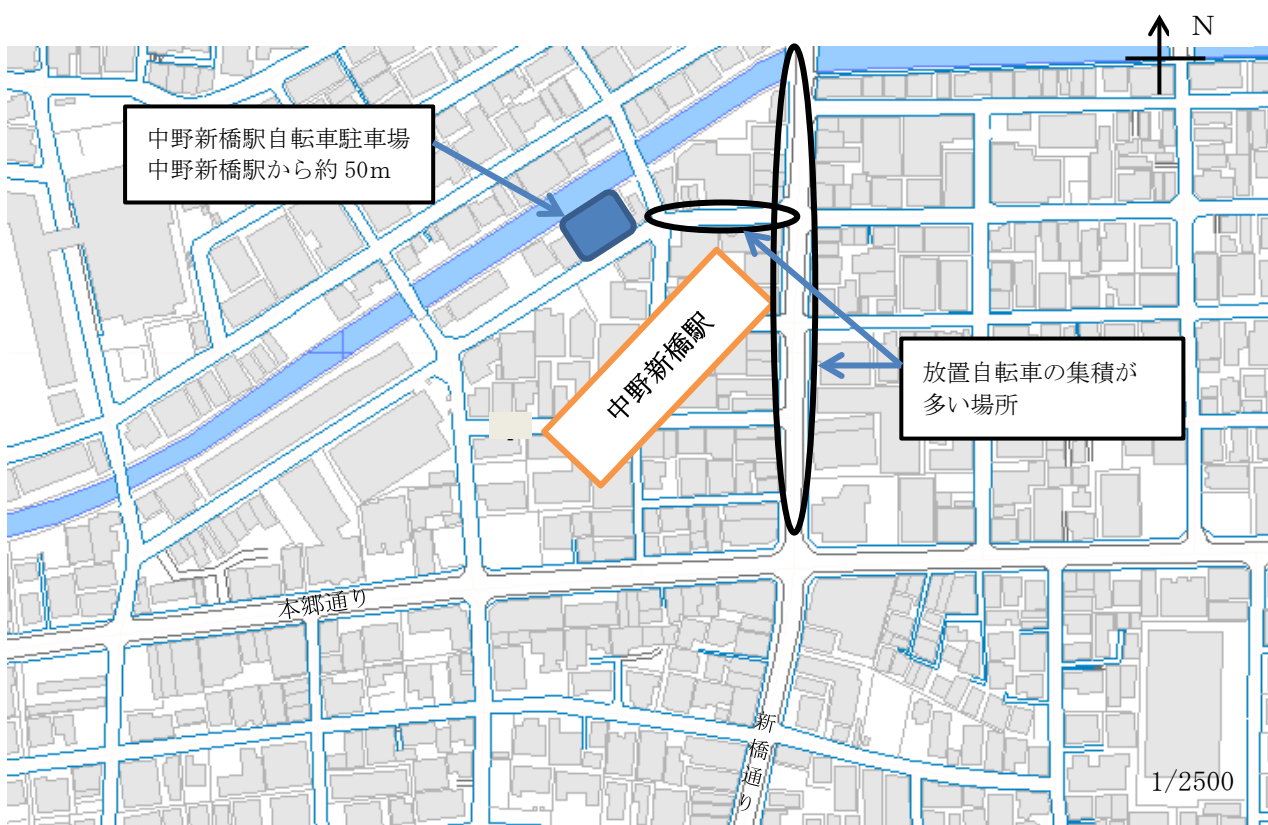 N
中野新橋駅自転車駐車場
中野新橋駅から約 50m
中野新橋駅
放置自転車の集積が
多い場所
本郷通り
新橋通り
1/2500